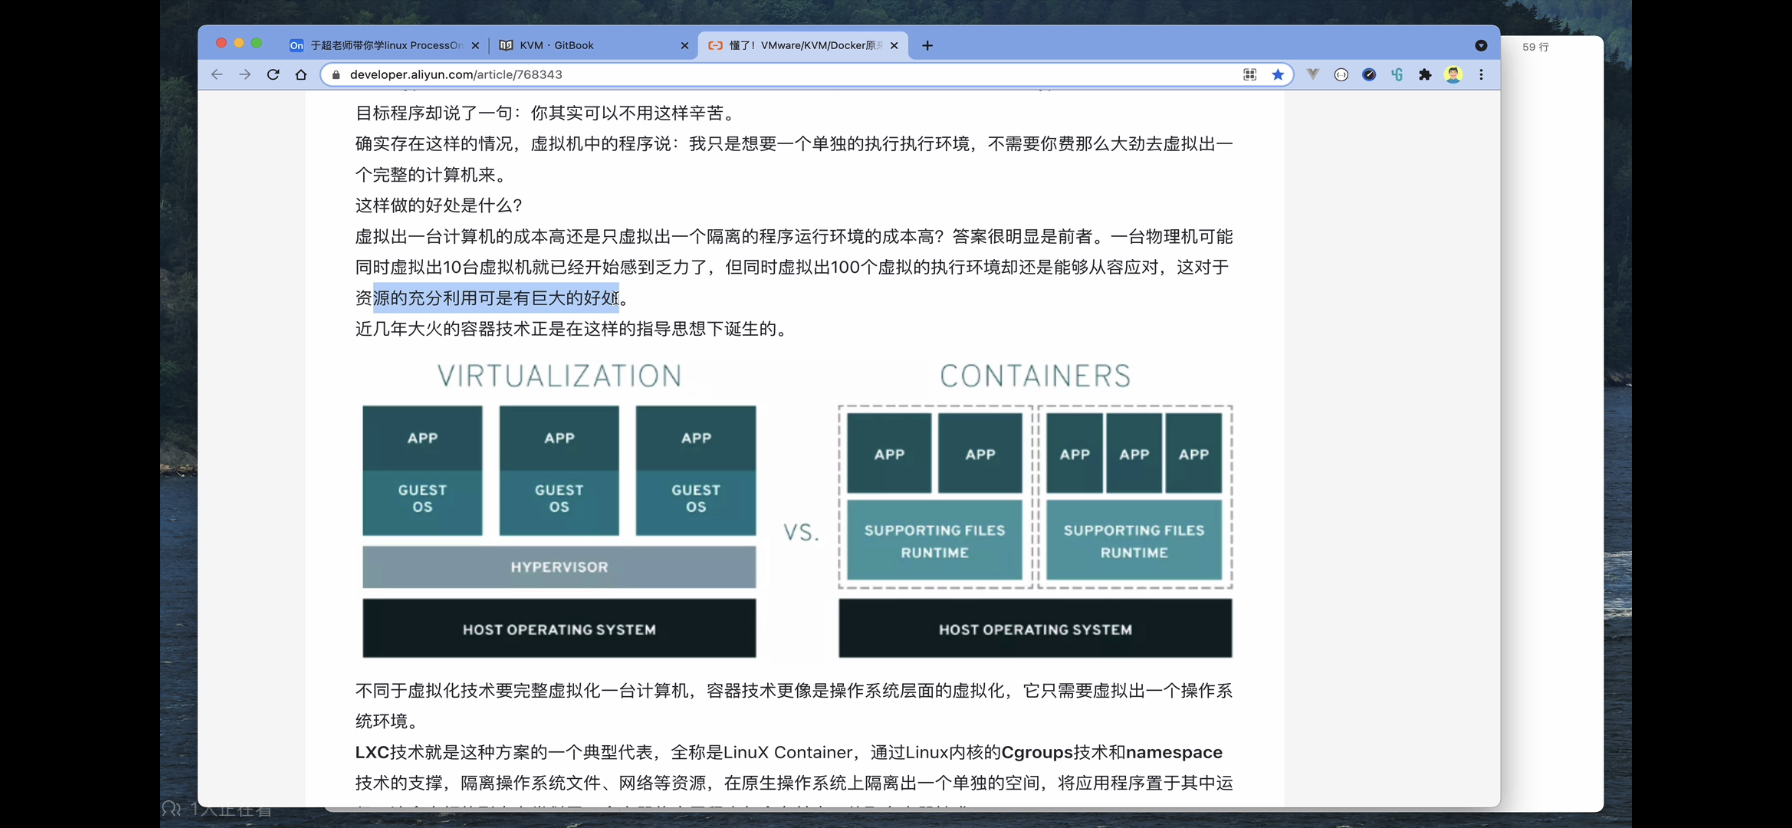 于超老师带你学linux ProcessOn
KVM · GitBook
懂了！VMware/KVM/Docker原
59 行
developer.aliyun.com/article/768343
目标程序却说了一句：你其实可以不用这样辛苦。
确实存在这样的情况，虚拟机中的程序说：我只是想要一个单独的执行执行环境，不需要你费那么大劲去虚拟出一
个完整的计算机来。
这样做的好处是什么？
虚拟出一台计算机的成本高还是只虚拟出一个隔离的程序运行环境的成本高？答案很明显是前者。一台物理机可能
同时虚拟出10台虚拟机就已经开始感到乏力了，但同时虚拟出100个虚拟的执行环境却还是能够从容应对，这对于
资源的充分利用可是有巨大的好处。
近几年大火的容器技术正是在这样的指导思想下诞生的。
VIRTUALIZATION
CONTAINERS
APP
APP
APP
GUEST
OS
GUEST
OS
GUEST
OS
HYPERVISOR
HOST OPERATING SYSTEM
VS.
APP
APP
APP
APP
APP
SUPPORTING FILES
RUNTIME
SUPPORTING FILES
RUNTIME
HOST OPERATING SYSTEM
不同于虚拟化技术要完整虚拟化一台计算机，容器技术更像是操作系统层面的虚拟化，它只需要虚拟出一个操作系
统环境。
LXC技术就是这种方案的一个典型代表，全称是LinuX Container，通过Linux内核的Cgroups技术和namespace
技术的支撑，隔离操作系统文件、网络等资源，在原生操作系统上隔离出一个单独的空间，将应用程序置于其中运
1人正在看